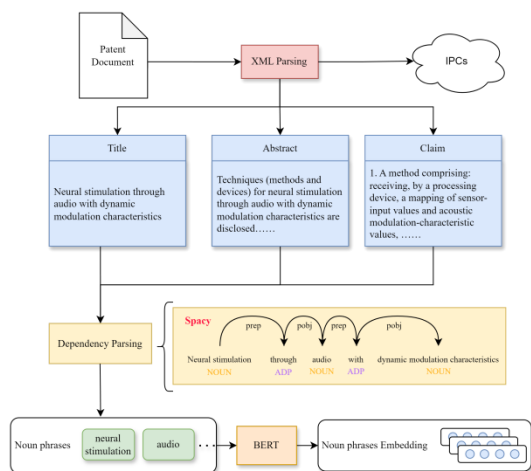 Patent
Document
XML Parsing
IPCs
Title
Neural stimulation through
audio with dynamic
modulation characteristics
Abstract
Techniques (methods and
devices) for neural stimulation
through audio with dynamic
modulation characteristics are
disclosed……
Claim
1. A method comprising:
receiving, by a processing
device, a mapping of sensor-
input values and acoustic
modulation-characteristic
values, ……
Dependency Parsing
Spacy
prep pobj prep pobj
Neural stimulation through audio with dynamic modulation characteristics
NOUN ADP NOUN ADP NOUN
Noun phrases
neural
stimulation
audio
...
BERT
Noun phrases Embedding